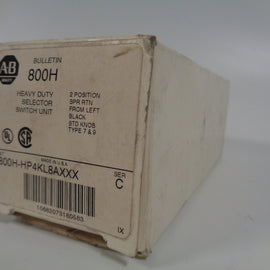 AB
BULLETIN
800H
HEAVY DUTY
SELECTOR
SWITCH UNIT
2 POSITION
SPR RTN
FROM LEFT
BLACK
STD KNOB
TYPE 7 & 9
UL
MADE IN U.S.A.
800H-HP4KL8AXXX
SER
C
IX